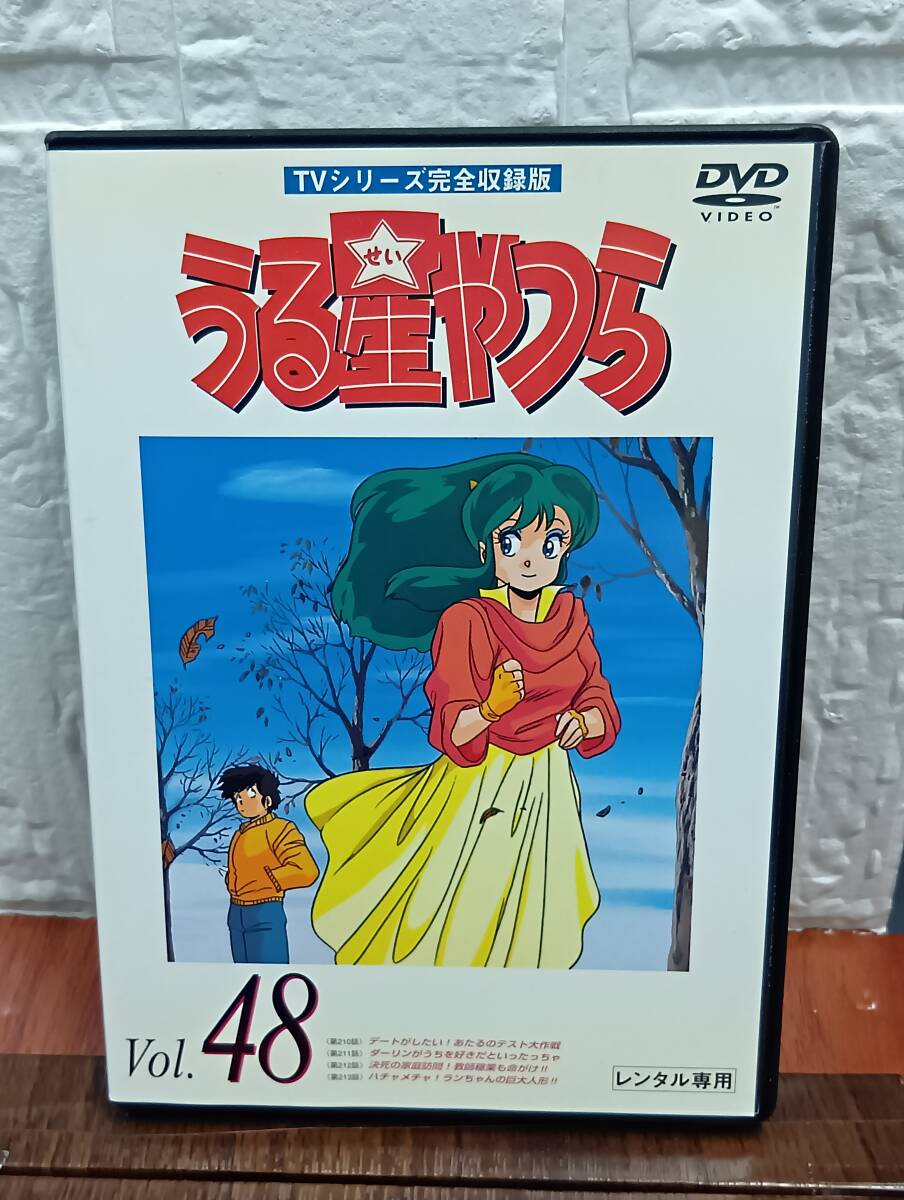 TVシリーズ完全収録版
DVD
VIDEO™
うる星やつら
せい
Vol. 48
〈第210話〉 デートがしたい!あたるのテスト大作戦
〈第211話〉 ダーリンがうちを好きだといったっちゃ
〈第212話〉 決死の家庭訪問!教師稼業も命がけ!!
〈第213話〉 ハチャメチャ!ランちゃんの巨大人形!!
レンタル専用